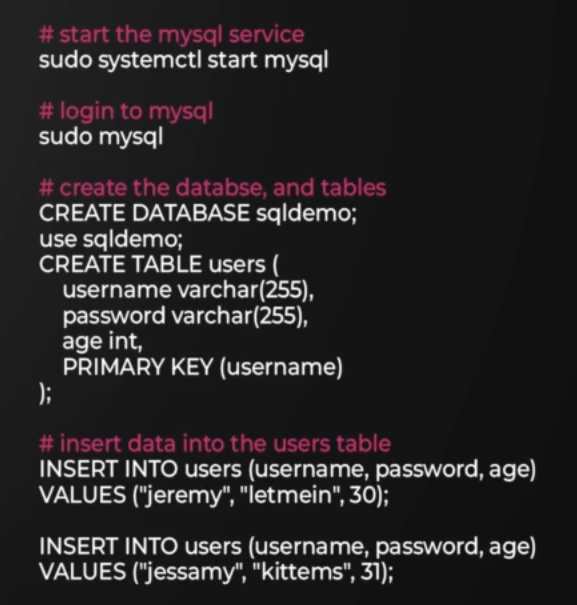 # start the mysql service
sudo systemctl start mysql
# login to mysql
sudo mysql
# create the databse, and tables
CREATE DATABASE sqldemo;
use sqldemo;
CREATE TABLE users (
username varchar(255),
password varchar(255),
age int,
PRIMARY KEY (username)
);
# insert data into the users table
INSERT INTO users (username, password, age)
VALUES ("jeremy", "letmein", 30);
INSERT INTO users (username, password, age)
VALUES ("jessamy", "kittems", 31);